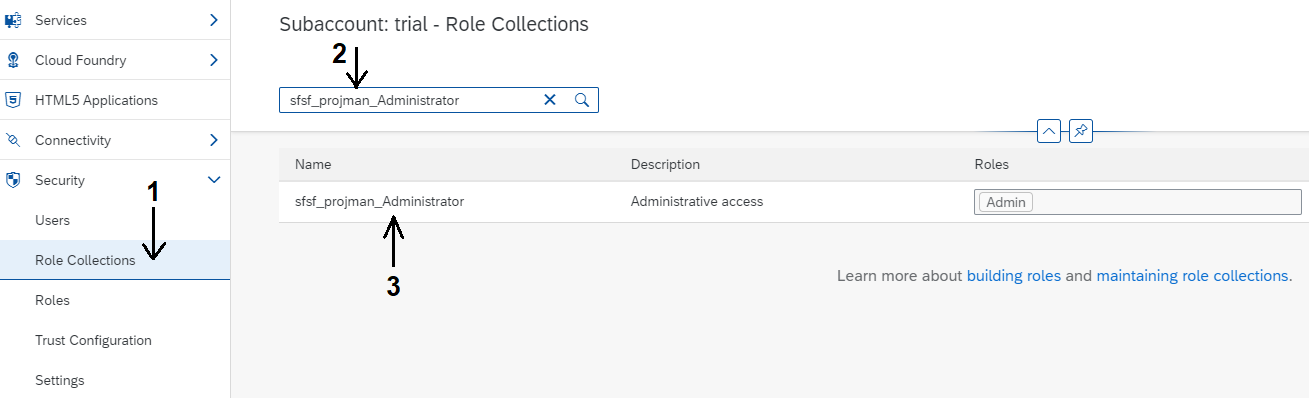 Services
Cloud Foundry
HTML5 Applications
Connectivity
Security
1
Users
Role Collections
Roles
Trust Configuration
Settings
Subaccount: trial - Role Collections
2
sfsf_projman_Administrator
Name Description Roles
sfsf_projman_Administrator Administrative access Admin
3
Learn more about building roles and maintaining role collections.